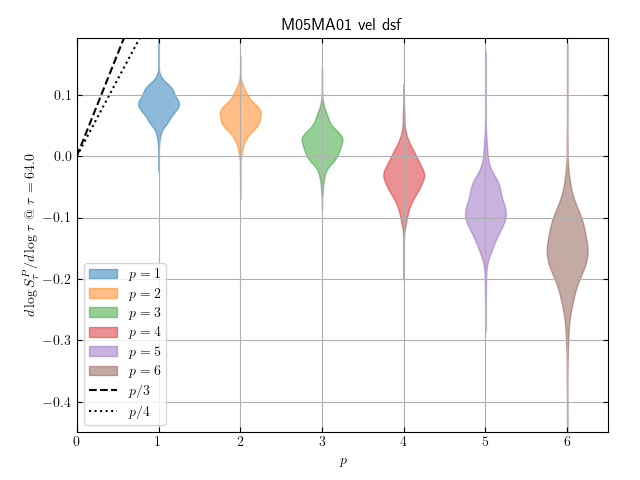 M05MA01 vel dsf
d log S_τ^p / d log τ @ τ = 64.0
0.1
0.0
−0.1
−0.2
−0.3
−0.4
p = 1
p = 2
p = 3
p = 4
p = 5
p = 6
p/3
p/4
0 1 2 3 4 5 6
p